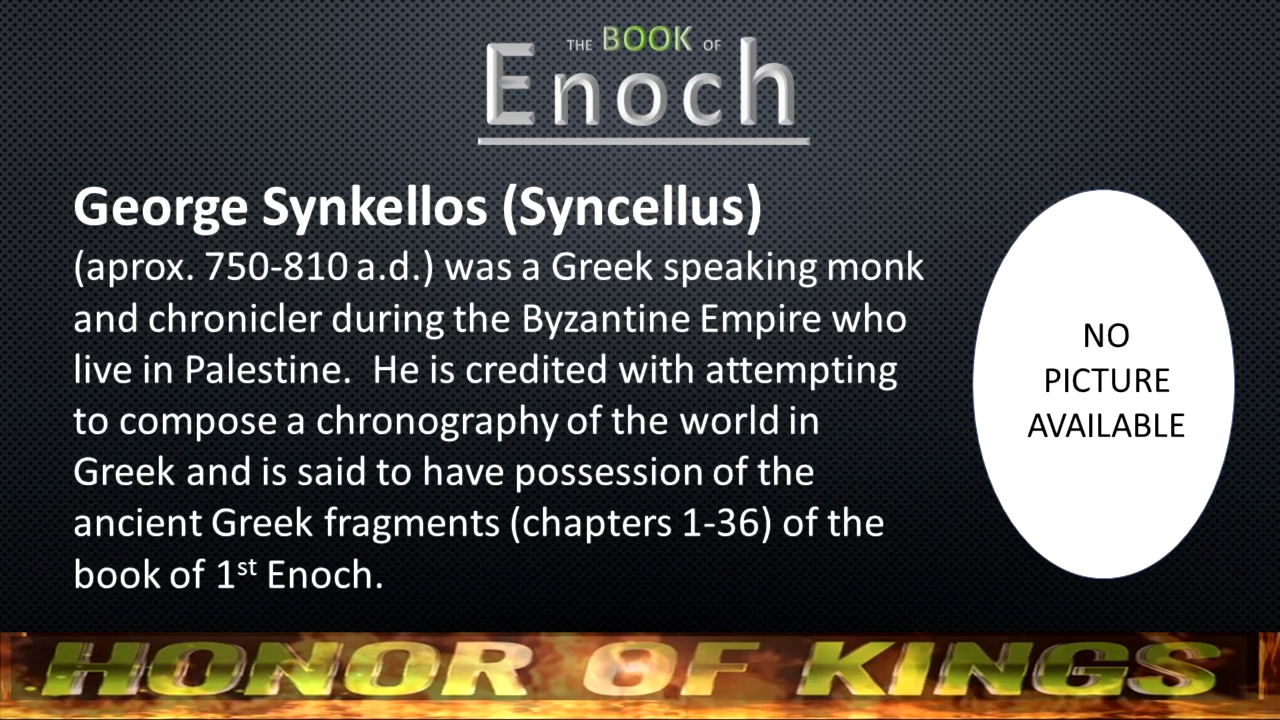 THE BOOK OF
Enoch
George Synkellos (Syncellus)
(aprox. 750-810 a.d.) was a Greek speaking monk
and chronicler during the Byzantine Empire who
live in Palestine.  He is credited with attempting
to compose a chronography of the world in
Greek and is said to have possession of the
ancient Greek fragments (chapters 1-36) of the
book of 1st Enoch.
NO
PICTURE
AVAILABLE
HONOR OF KINGS